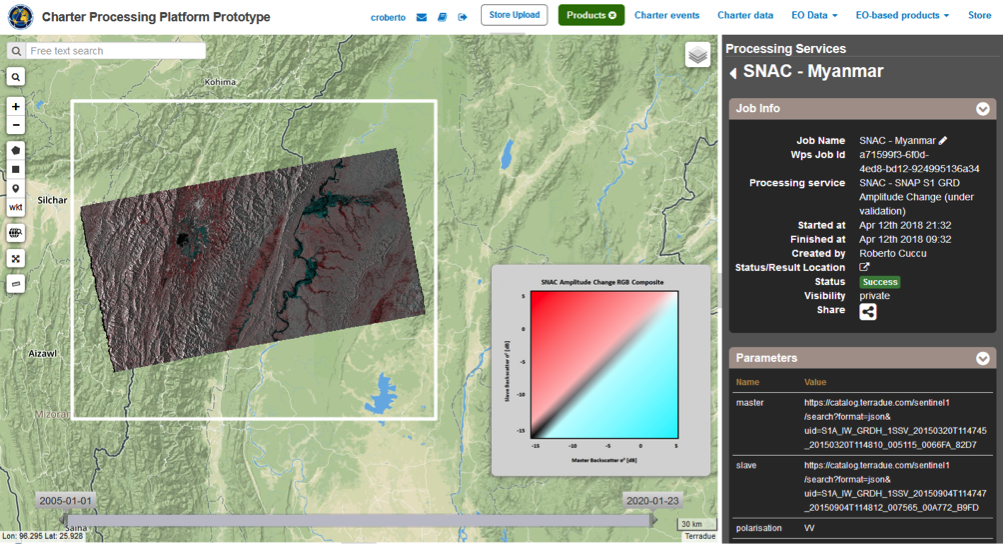 Charter Processing Platform Prototype
croberto
Store Upload
Products
Charter events
Charter data
EO Data
EO-based products
Store
Free text search
Kohima
wkt
Silchar
Aizawl
Mizoram
Saiha
SNAC Amplitude Change RGB Composite
Slave Backscatter σ° [dB]
5
0
-5
-10
-15
-15
-10
-5
0
5
Master Backscatter σ° [dB]
2005-01-01
2020-01-23
30 km
Lon: 96.295 Lat: 25.928
Terradue
Processing Services
SNAC - Myanmar
Job Info
Job Name SNAC - Myanmar
Wps Job Id a71599f3-6f0d-
4ed8-bd12-924995136a34
Processing service SNAC - SNAP S1 GRD
Amplitude Change (under
validation)
Started at Apr 12th 2018 21:32
Finished at Apr 12th 2018 09:32
Created by Roberto Cuccu
Status/Result Location
Status Success
Visibility private
Share
Parameters
Name Value
master https://catalog.terradue.com/sentinel1
/search?format=json&
uid=S1A_IW_GRDH_1SSV_20150320T114745
_20150320T114810_005115_0066FA_82D7
slave https://catalog.terradue.com/sentinel1
/search?format=json&
uid=S1A_IW_GRDH_1SSV_20150904T114747
_20150904T114812_007565_00A772_B9FD
polarisation VV